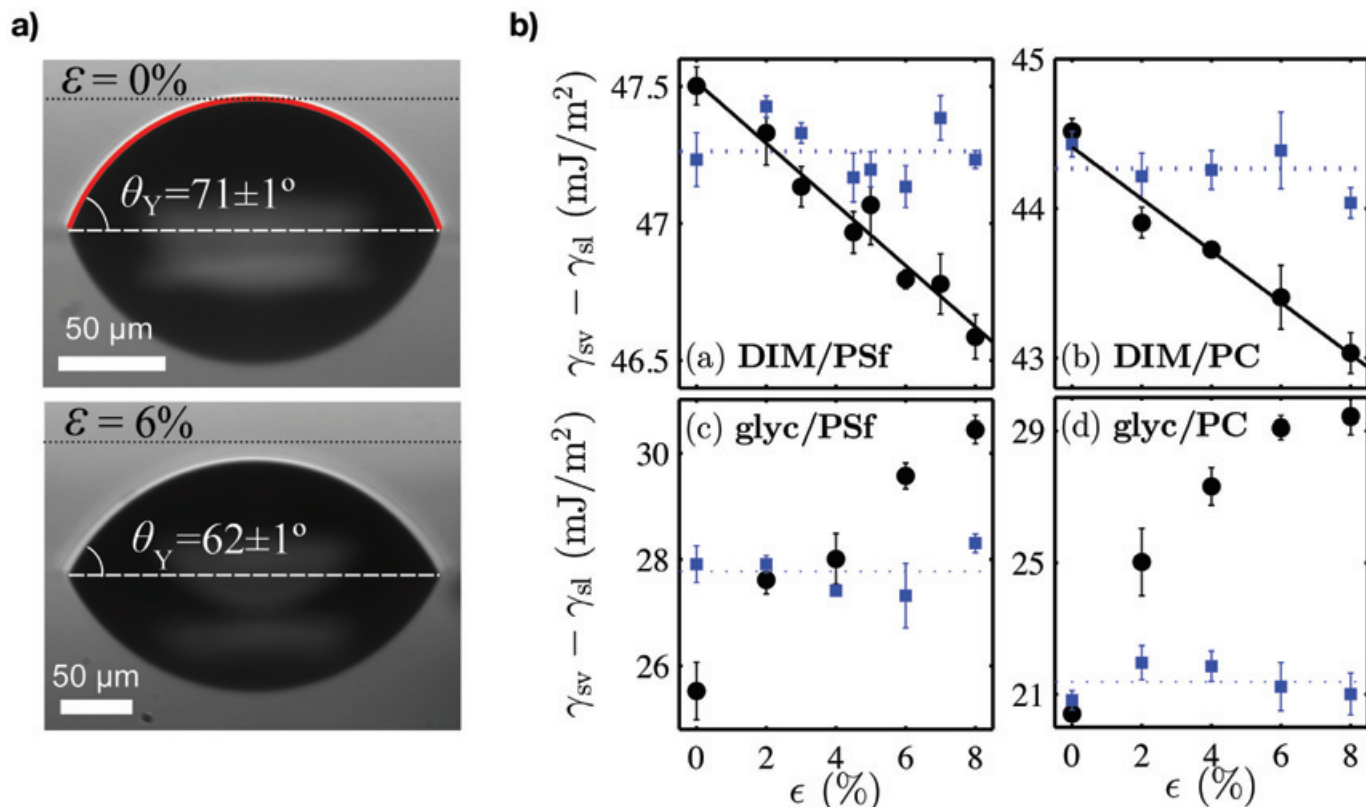 a)
ε = 0%
θY=71±1°
50 μm
ε = 6%
θY=62±1°
50 μm
b)
γsv − γsl (mJ/m²)
47.5
47
46.5
(a) DIM/PSf
45
44
43
(b) DIM/PC
γsv − γsl (mJ/m²)
30
28
26
(c) glyc/PSf
29
25
21
(d) glyc/PC
0 2 4 6 8
ϵ (%)
0 2 4 6 8
ϵ (%)